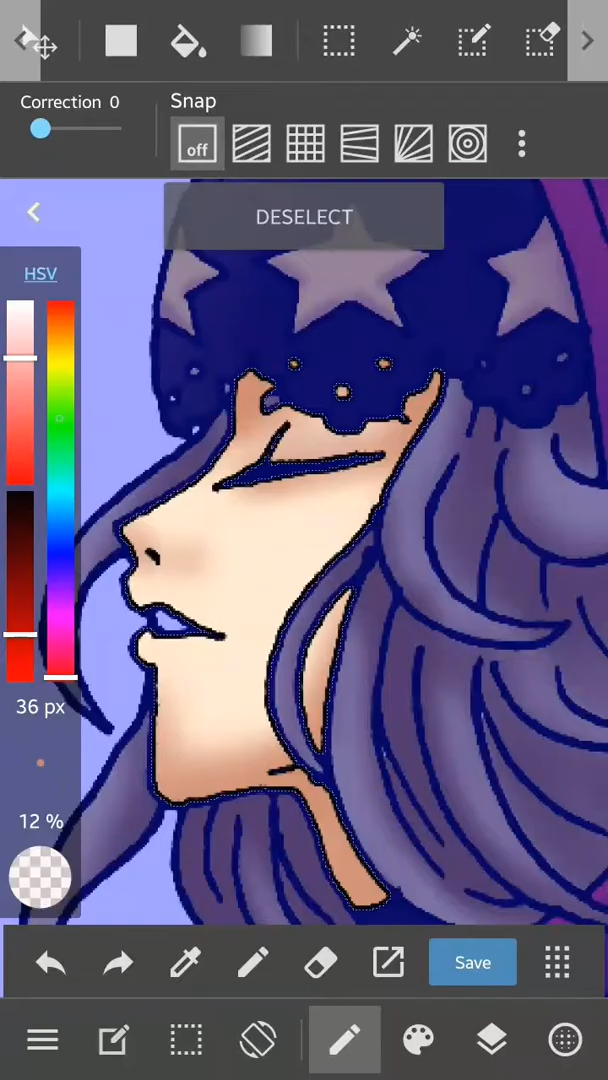 Correction 0
Snap
off
DESELECT
HSV
36 px
12 %
Save